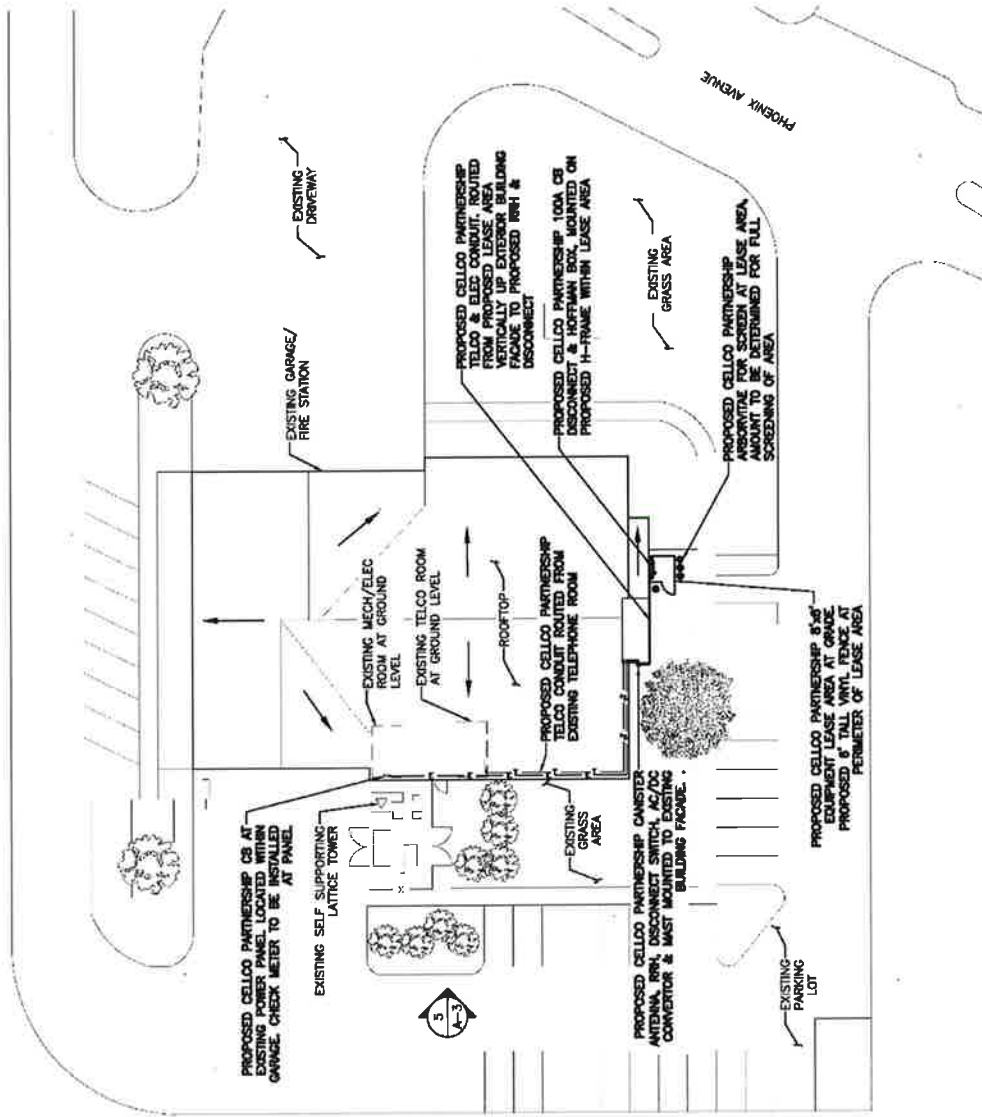 PHOENIX AVENUE
EXISTING
DRIVEWAY
EXISTING GARAGE/
FIRE STATION
PROPOSED CELLCO PARTNERSHIP
TELCO & ELEC CONDUIT, ROUTED
FROM PROPOSED LEASE AREA
VERTICALLY UP EXTERIOR BUILDING
FACADE TO PROPOSED RRH &
DISCONNECT
PROPOSED CELLCO PARTNERSHIP 100A CB
DISCONNECT & HOFFMAN BOX, MOUNTED ON
PROPOSED H-FRAME WITHIN LEASE AREA
EXISTING
GRASS AREA
PROPOSED CELLCO PARTNERSHIP
ARBORVITAE FOR SCREEN AT LEASE AREA,
AMOUNT TO BE DETERMINED FOR FULL
SCREENING OF AREA
EXISTING MECH/ELEC
ROOM AT GROUND
LEVEL
EXISTING TELCO ROOM
AT GROUND LEVEL
ROOFTOP
PROPOSED CELLCO PARTNERSHIP
TELCO CONDUIT ROUTED FROM
EXISTING TELEPHONE ROOM
PROPOSED CELLCO PARTNERSHIP CB AT
EXISTING POWER PANEL LOCATED WITHIN
GARAGE, CHECK METER TO BE INSTALLED
AT PANEL
EXISTING SELF SUPPORTING
LATTICE TOWER
X
EXISTING
GRASS
AREA
5
A-3
PROPOSED CELLCO PARTNERSHIP CANISTER
ANTENNA, RRH, DISCONNECT SWITCH, AC/DC
CONVERTOR & MAST MOUNTED TO EXISTING
BUILDING FACADE.
PROPOSED CELLCO PARTNERSHIP
EQUIPMENT LEASE AREA AT GRADE.
PROPOSED TALL VINYL FENCE AT
PERIMETER OF LEASE AREA
EXISTING
PARKING
LOT